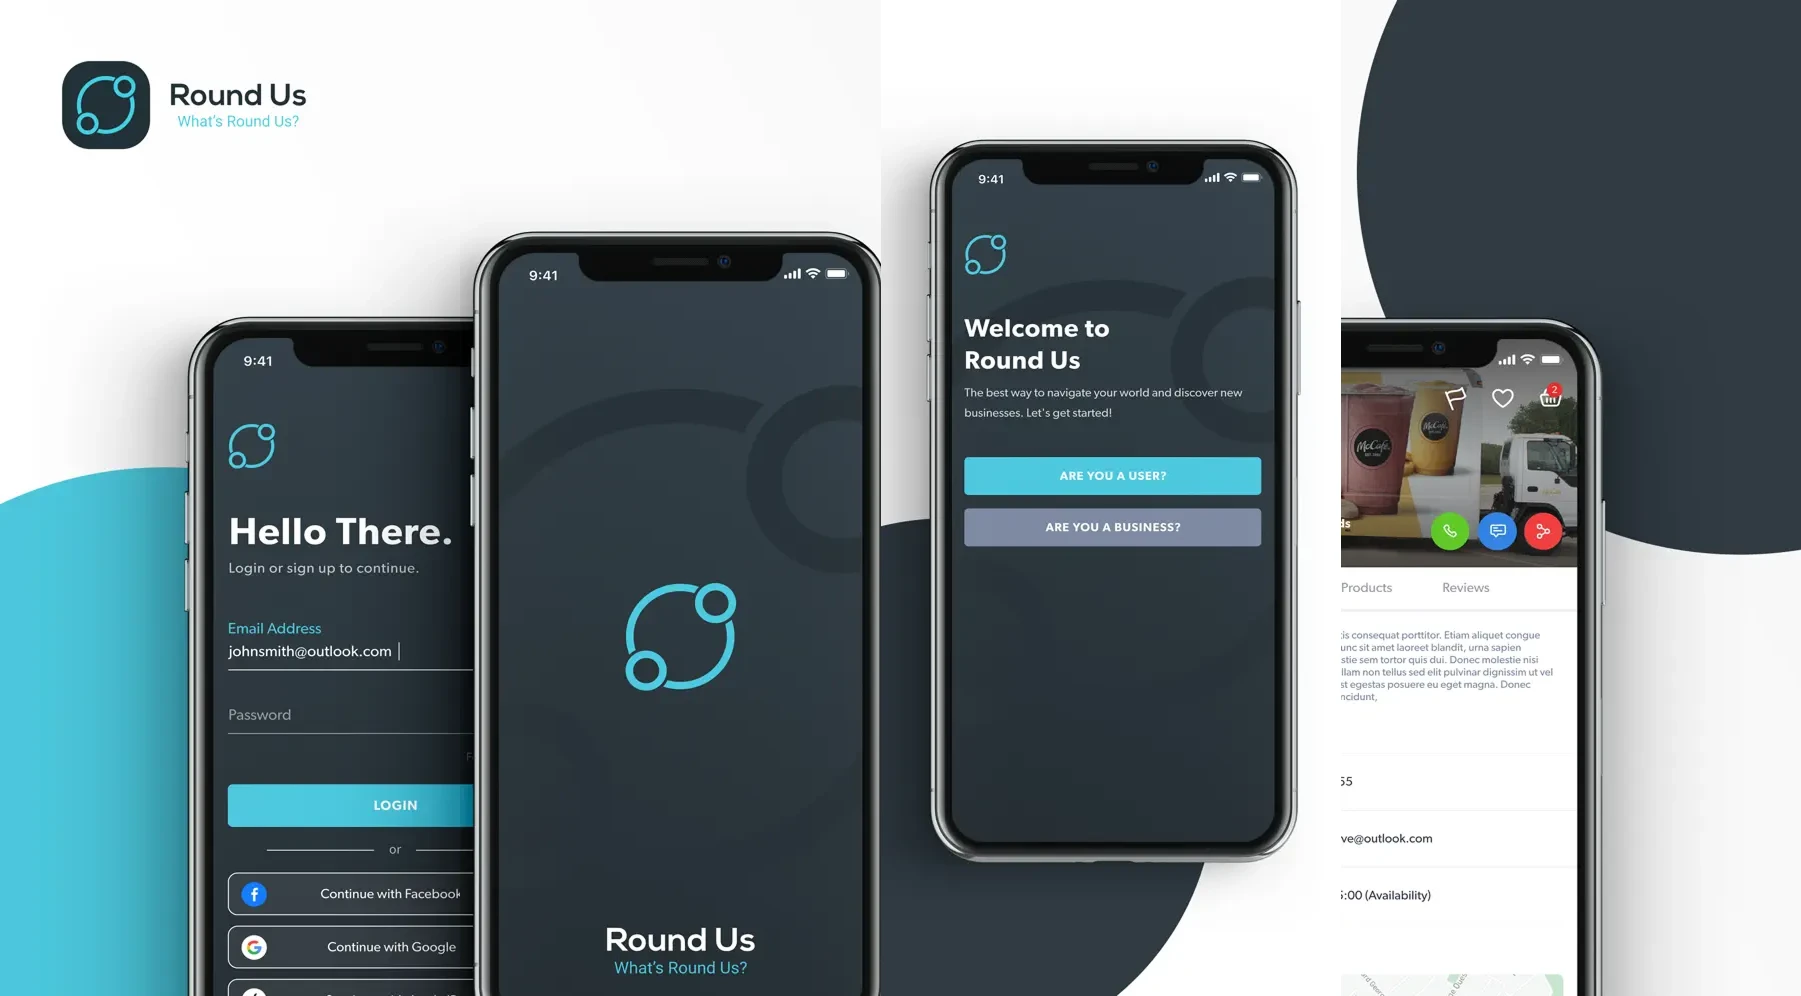 Round Us
What's Round Us?
9:41
Hello There.
Login or sign up to continue.
Email Address
johnsmith@outlook.com
Password
LOGIN
or
Continue with Facebook
Continue with Google
9:41
Round Us
What's Round Us?
9:41
Welcome to
Round Us
The best way to navigate your world and discover new
businesses. Let's get started!
ARE YOU A USER?
ARE YOU A BUSINESS?
2
McCafé
McCafé
ds
Products
Reviews
is consequat porttitor. Etiam aliquet congue
unc sit amet laoreet blandit, urna sapien
stie sem tortor quis dui. Donec molestie nisi
llam non tellus sed elit pulvinar dignissim ut vel
st egestas posuere eu eget magna. Donec
ncidunt,
55
ve@outlook.com
5:00 (Availability)